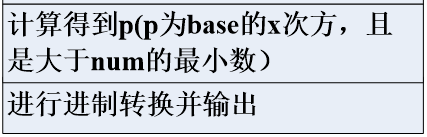 计算得到p(p为base的x次方，且
是大于num的最小数）
进行进制转换并输出